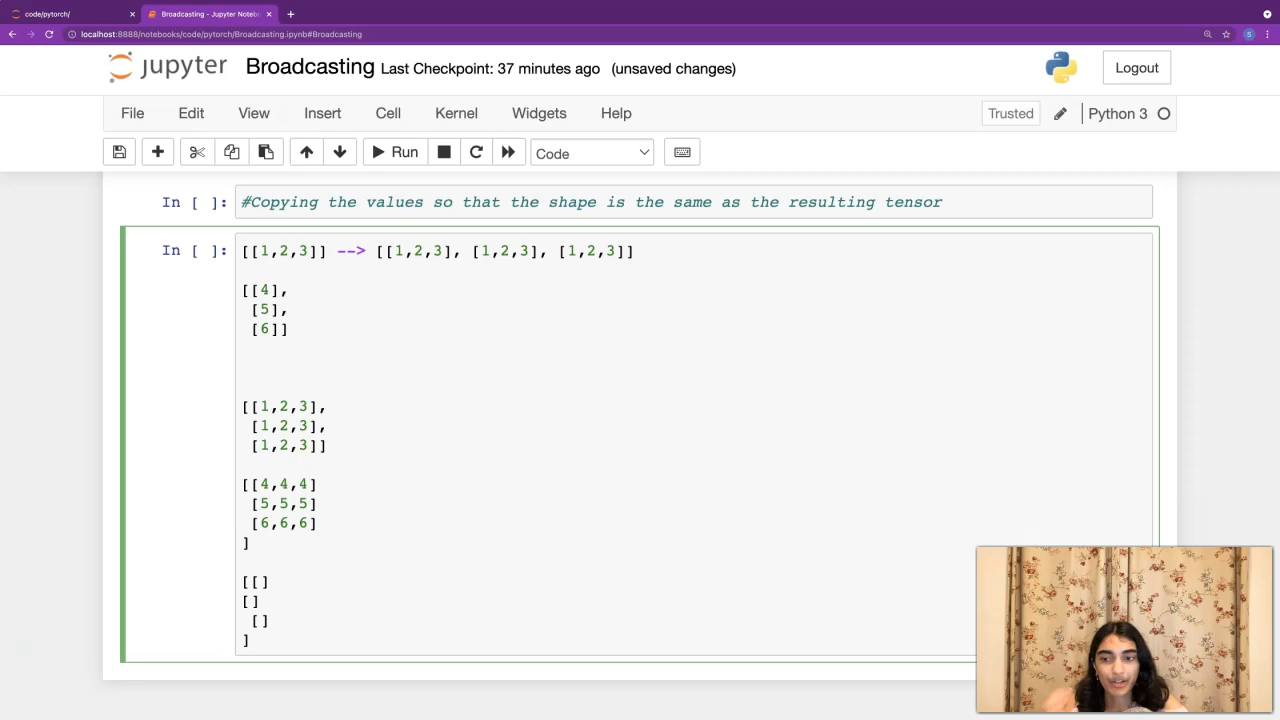 code/pytorch/
Broadcasting - Jupyter Noteb
localhost:8888/notebooks/code/pytorch/Broadcasting.ipynb#Broadcasting
S
jupyter Broadcasting Last Checkpoint: 37 minutes ago (unsaved changes)
Logout
File Edit View Insert Cell Kernel Widgets Help
Trusted
Python 3
Run
Code
In [ ]: #Copying the values so that the shape is the same as the resulting tensor
In [ ]: [[1,2,3]] --> [[1,2,3], [1,2,3], [1,2,3]]
[[4],
[5],
[6]]
[[1,2,3],
[1,2,3],
[1,2,3]]
[[4,4,4]
[5,5,5]
[6,6,6]
]
[[]
[]
[]
]